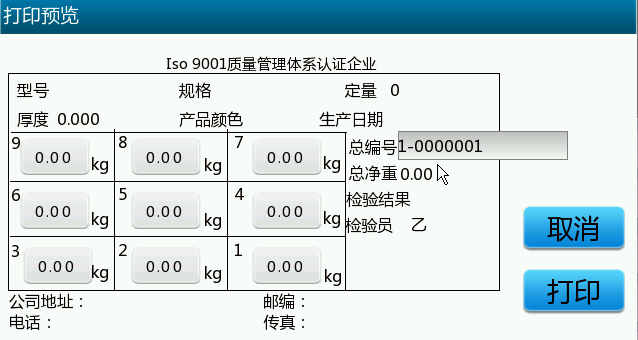 打印预览
Iso 9001质量管理体系认证企业
型号 规格 定量 0
厚度 0.000 产品颜色 生产日期
9 0.00 kg 8 0.00 kg 7 0.00 kg 总编号 1-0000001
总净重 0.00
6 0.00 kg 5 0.00 kg 4 0.00 kg 检验结果
检验员 乙
取消
3 0.00 kg 2 0.00 kg 1 0.00 kg
打印
公司地址： 邮编：
电话： 传真：